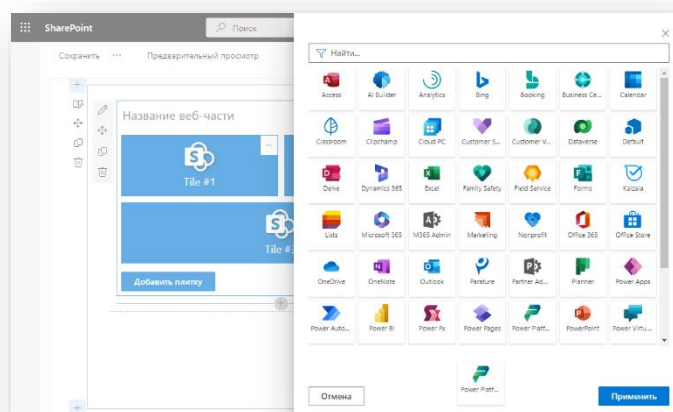 SharePoint
Поиск
Сохранить ··· Предварительный просмотр
Название веб-части
Tile #1
Tile #3
Добавить плитку
Найти...
Access AI Builder Analytics Bing Booking Business Ce... Calendar
Classroom Clipchamp Cloud PC Customer S... Customer V... Dataverse Default
Delve Dynamics 365 Excel Family Safety Field Service Forms Kaizala
Lists Microsoft 365 M365 Admin Marketing Nonprofit Office 365 Office Store
OneDrive OneNote Outlook Parature Partner Ad... Planner Power Apps
Power Auto... Power BI Power Fx Power Pages Power Platf... PowerPoint Power Virtu...
Power Platf...
Отмена
Применить